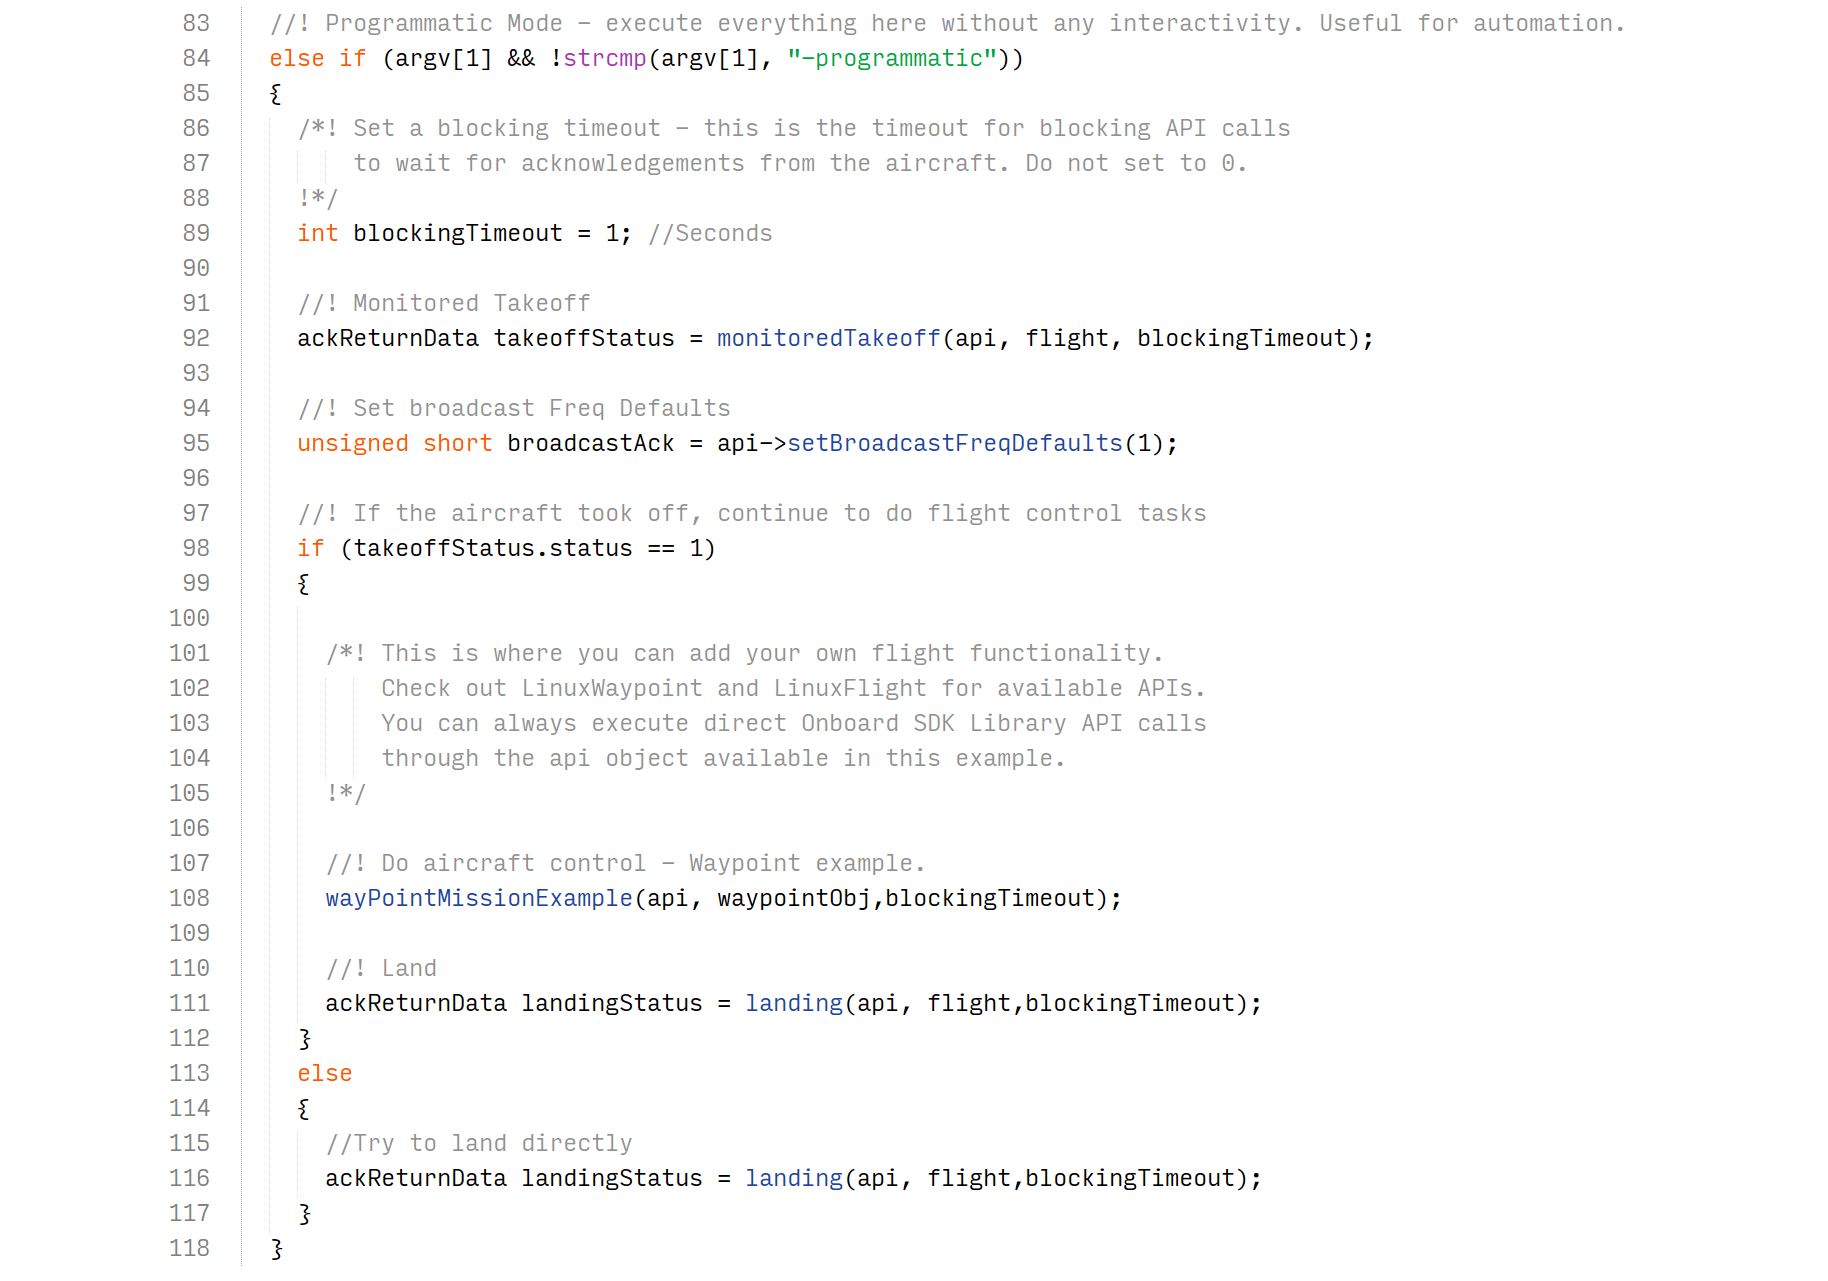 83 //! Programmatic Mode - execute everything here without any interactivity. Useful for automation.
84 else if (argv[1] && !strcmp(argv[1], "-programmatic"))
85 {
86 /*! Set a blocking timeout - this is the timeout for blocking API calls
87 to wait for acknowledgements from the aircraft. Do not set to 0.
88 !*/
89 int blockingTimeout = 1; //Seconds
90
91 //! Monitored Takeoff
92 ackReturnData takeoffStatus = monitoredTakeoff(api, flight, blockingTimeout);
93
94 //! Set broadcast Freq Defaults
95 unsigned short broadcastAck = api->setBroadcastFreqDefaults(1);
96
97 //! If the aircraft took off, continue to do flight control tasks
98 if (takeoffStatus.status == 1)
99 {
100
101 /*! This is where you can add your own flight functionality.
102 Check out LinuxWaypoint and LinuxFlight for available APIs.
103 You can always execute direct Onboard SDK Library API calls
104 through the api object available in this example.
105 !*/
106
107 //! Do aircraft control - Waypoint example.
108 wayPointMissionExample(api, waypointObj,blockingTimeout);
109
110 //! Land
111 ackReturnData landingStatus = landing(api, flight,blockingTimeout);
112 }
113 else
114 {
115 //Try to land directly
116 ackReturnData landingStatus = landing(api, flight,blockingTimeout);
117 }
118 }